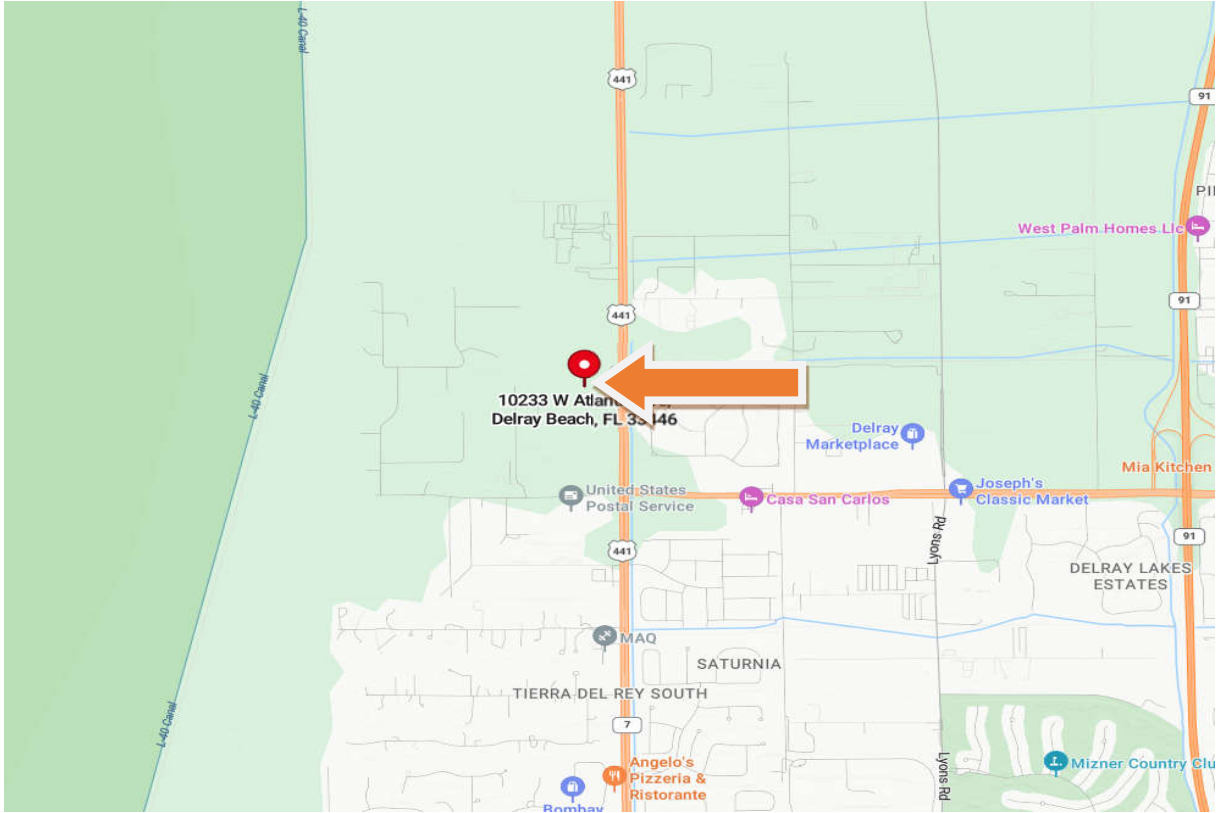 L-40 Canal
441
91
PI
West Palm Homes Llc
91
441
10233 W Atlan
Delray Beach, FL 33446
L-40 Canal
Delray
Marketplace
Mia Kitchen
United States
Postal Service
Casa San Carlos
Joseph's
Classic Market
Lyons Rd
441
91
DELRAY LAKES
ESTATES
MAQ
SATURNIA
TIERRA DEL REY SOUTH
L-40 Canal
7
Angelo's
Pizzeria &
Ristorante
Lyons Rd
Mizner Country Clu
Bombay